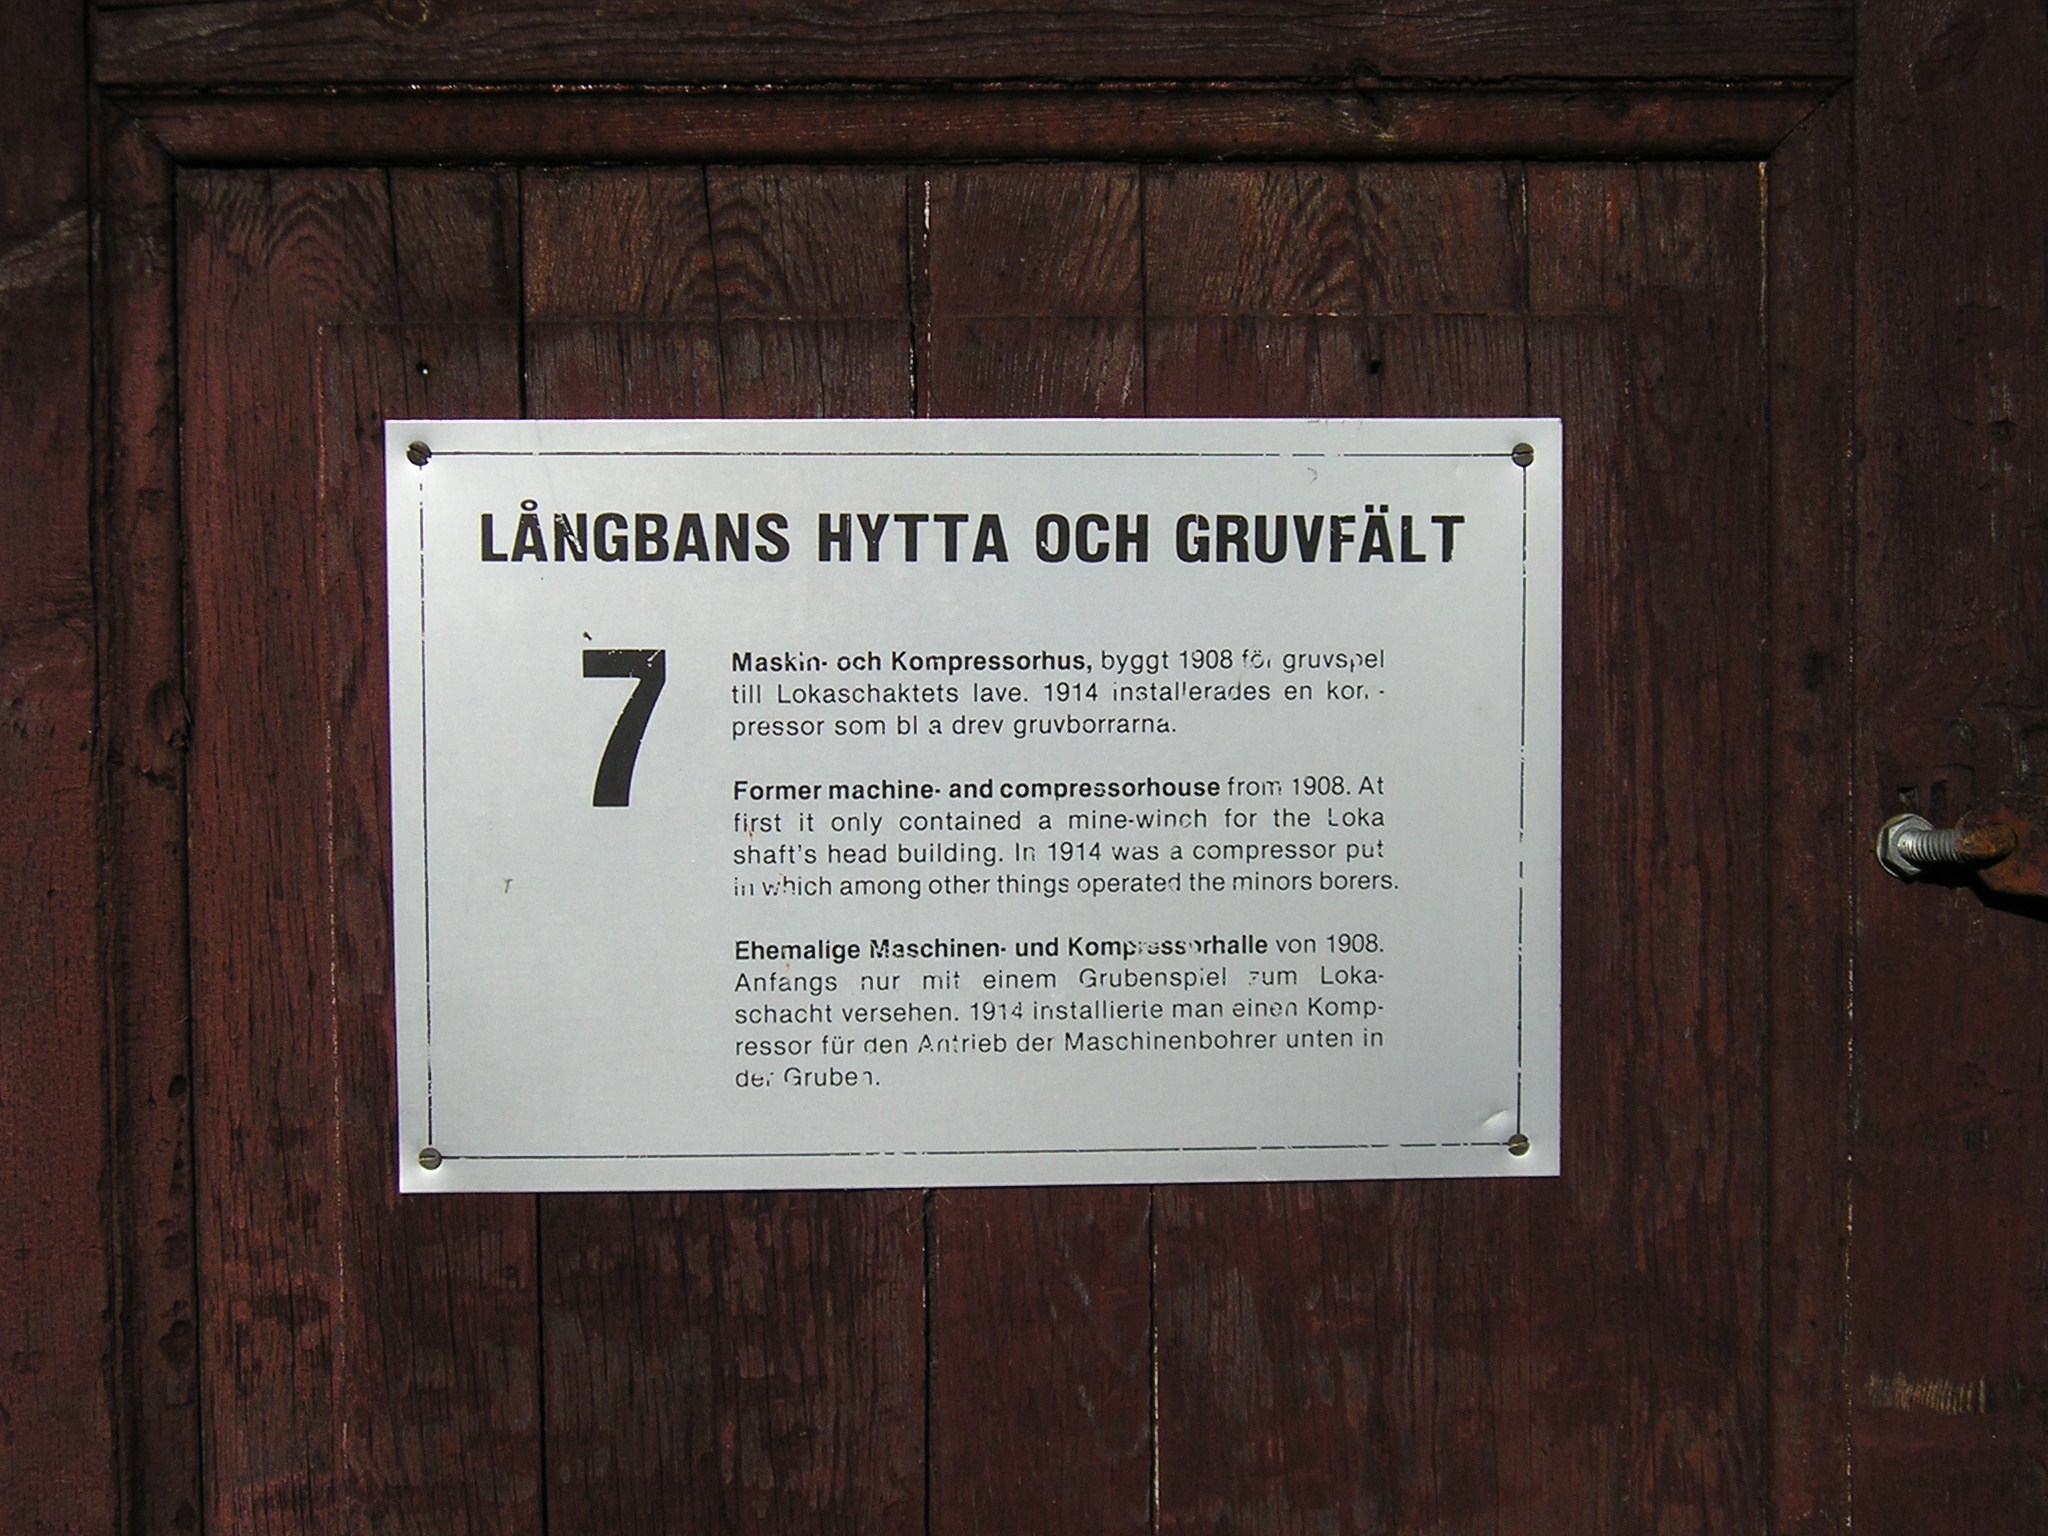 LÅNGBANS HYTTA OCH GRUVFÄLT
7
Maskin- och Kompressorhus, byggt 1908 för gruvspel
till Lokaschaktets lave. 1914 installerades en kom-
pressor som bl a drev gruvborrarna.
Former machine- and compressorhouse from 1908. At
first it only contained a mine-winch for the Loka
shaft's head building. In 1914 was a compressor put
in which among other things operated the minors borers.
Ehemalige Maschinen- und Kompressorhalle von 1908.
Anfangs nur mit einem Grubenspiel zum Loka-
schacht versehen. 1914 installierte man einen Komp-
ressor für den Antrieb der Maschinenbohrer unten in
der Gruben.